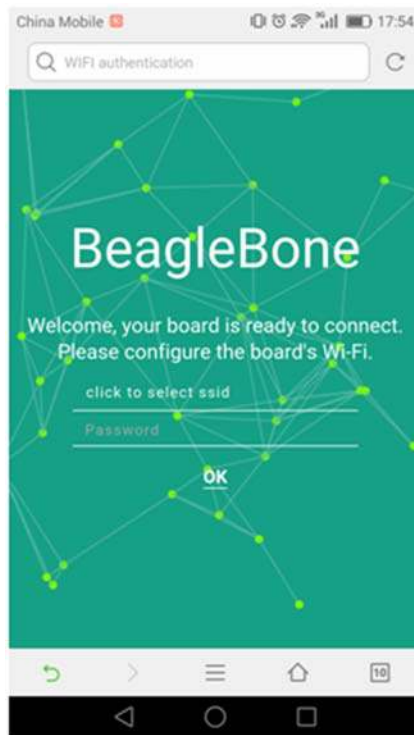 China Mobile
3G
17:54
WIFI authentication
BeagleBone
Welcome, your board is ready to connect.
Please configure the board's Wi-Fi.
click to select ssid
Password
OK
10